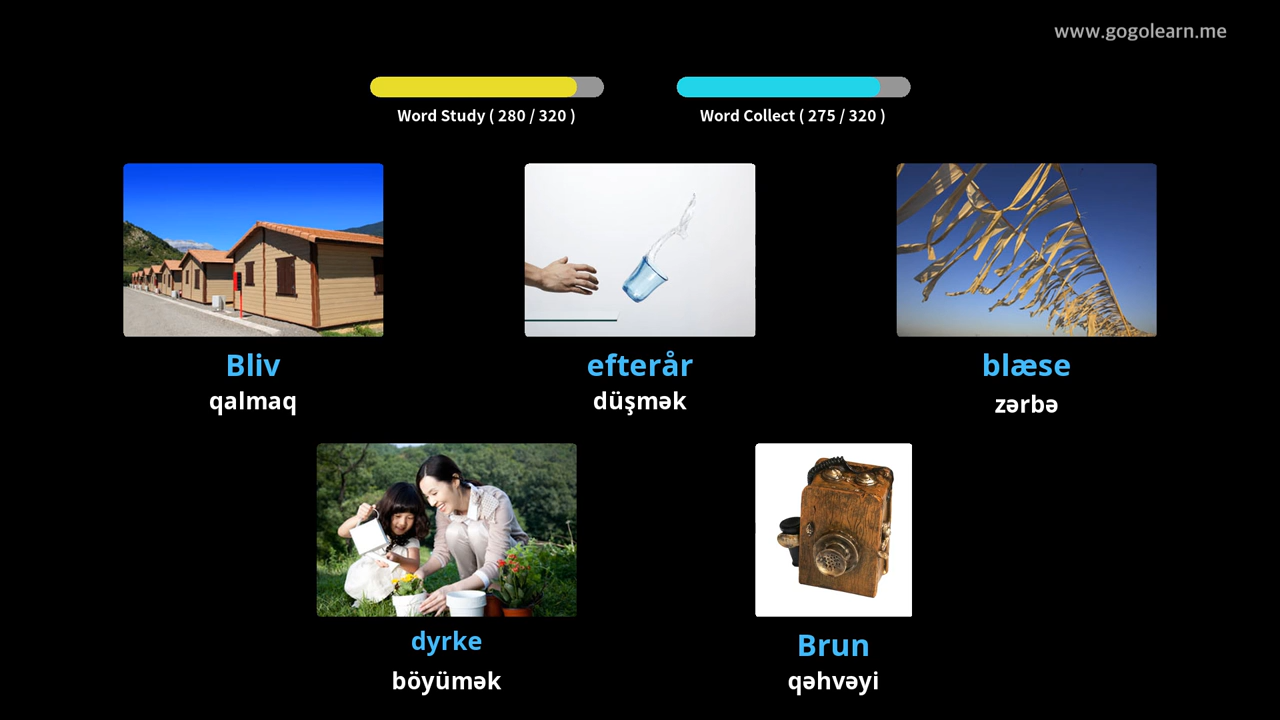 www.gogolearn.me
Word Study ( 280 / 320 )
Word Collect ( 275 / 320 )
Bliv
qalmaq
efterår
düşmək
blæse
zərbə
dyrke
böyümək
Brun
qəhvəyi